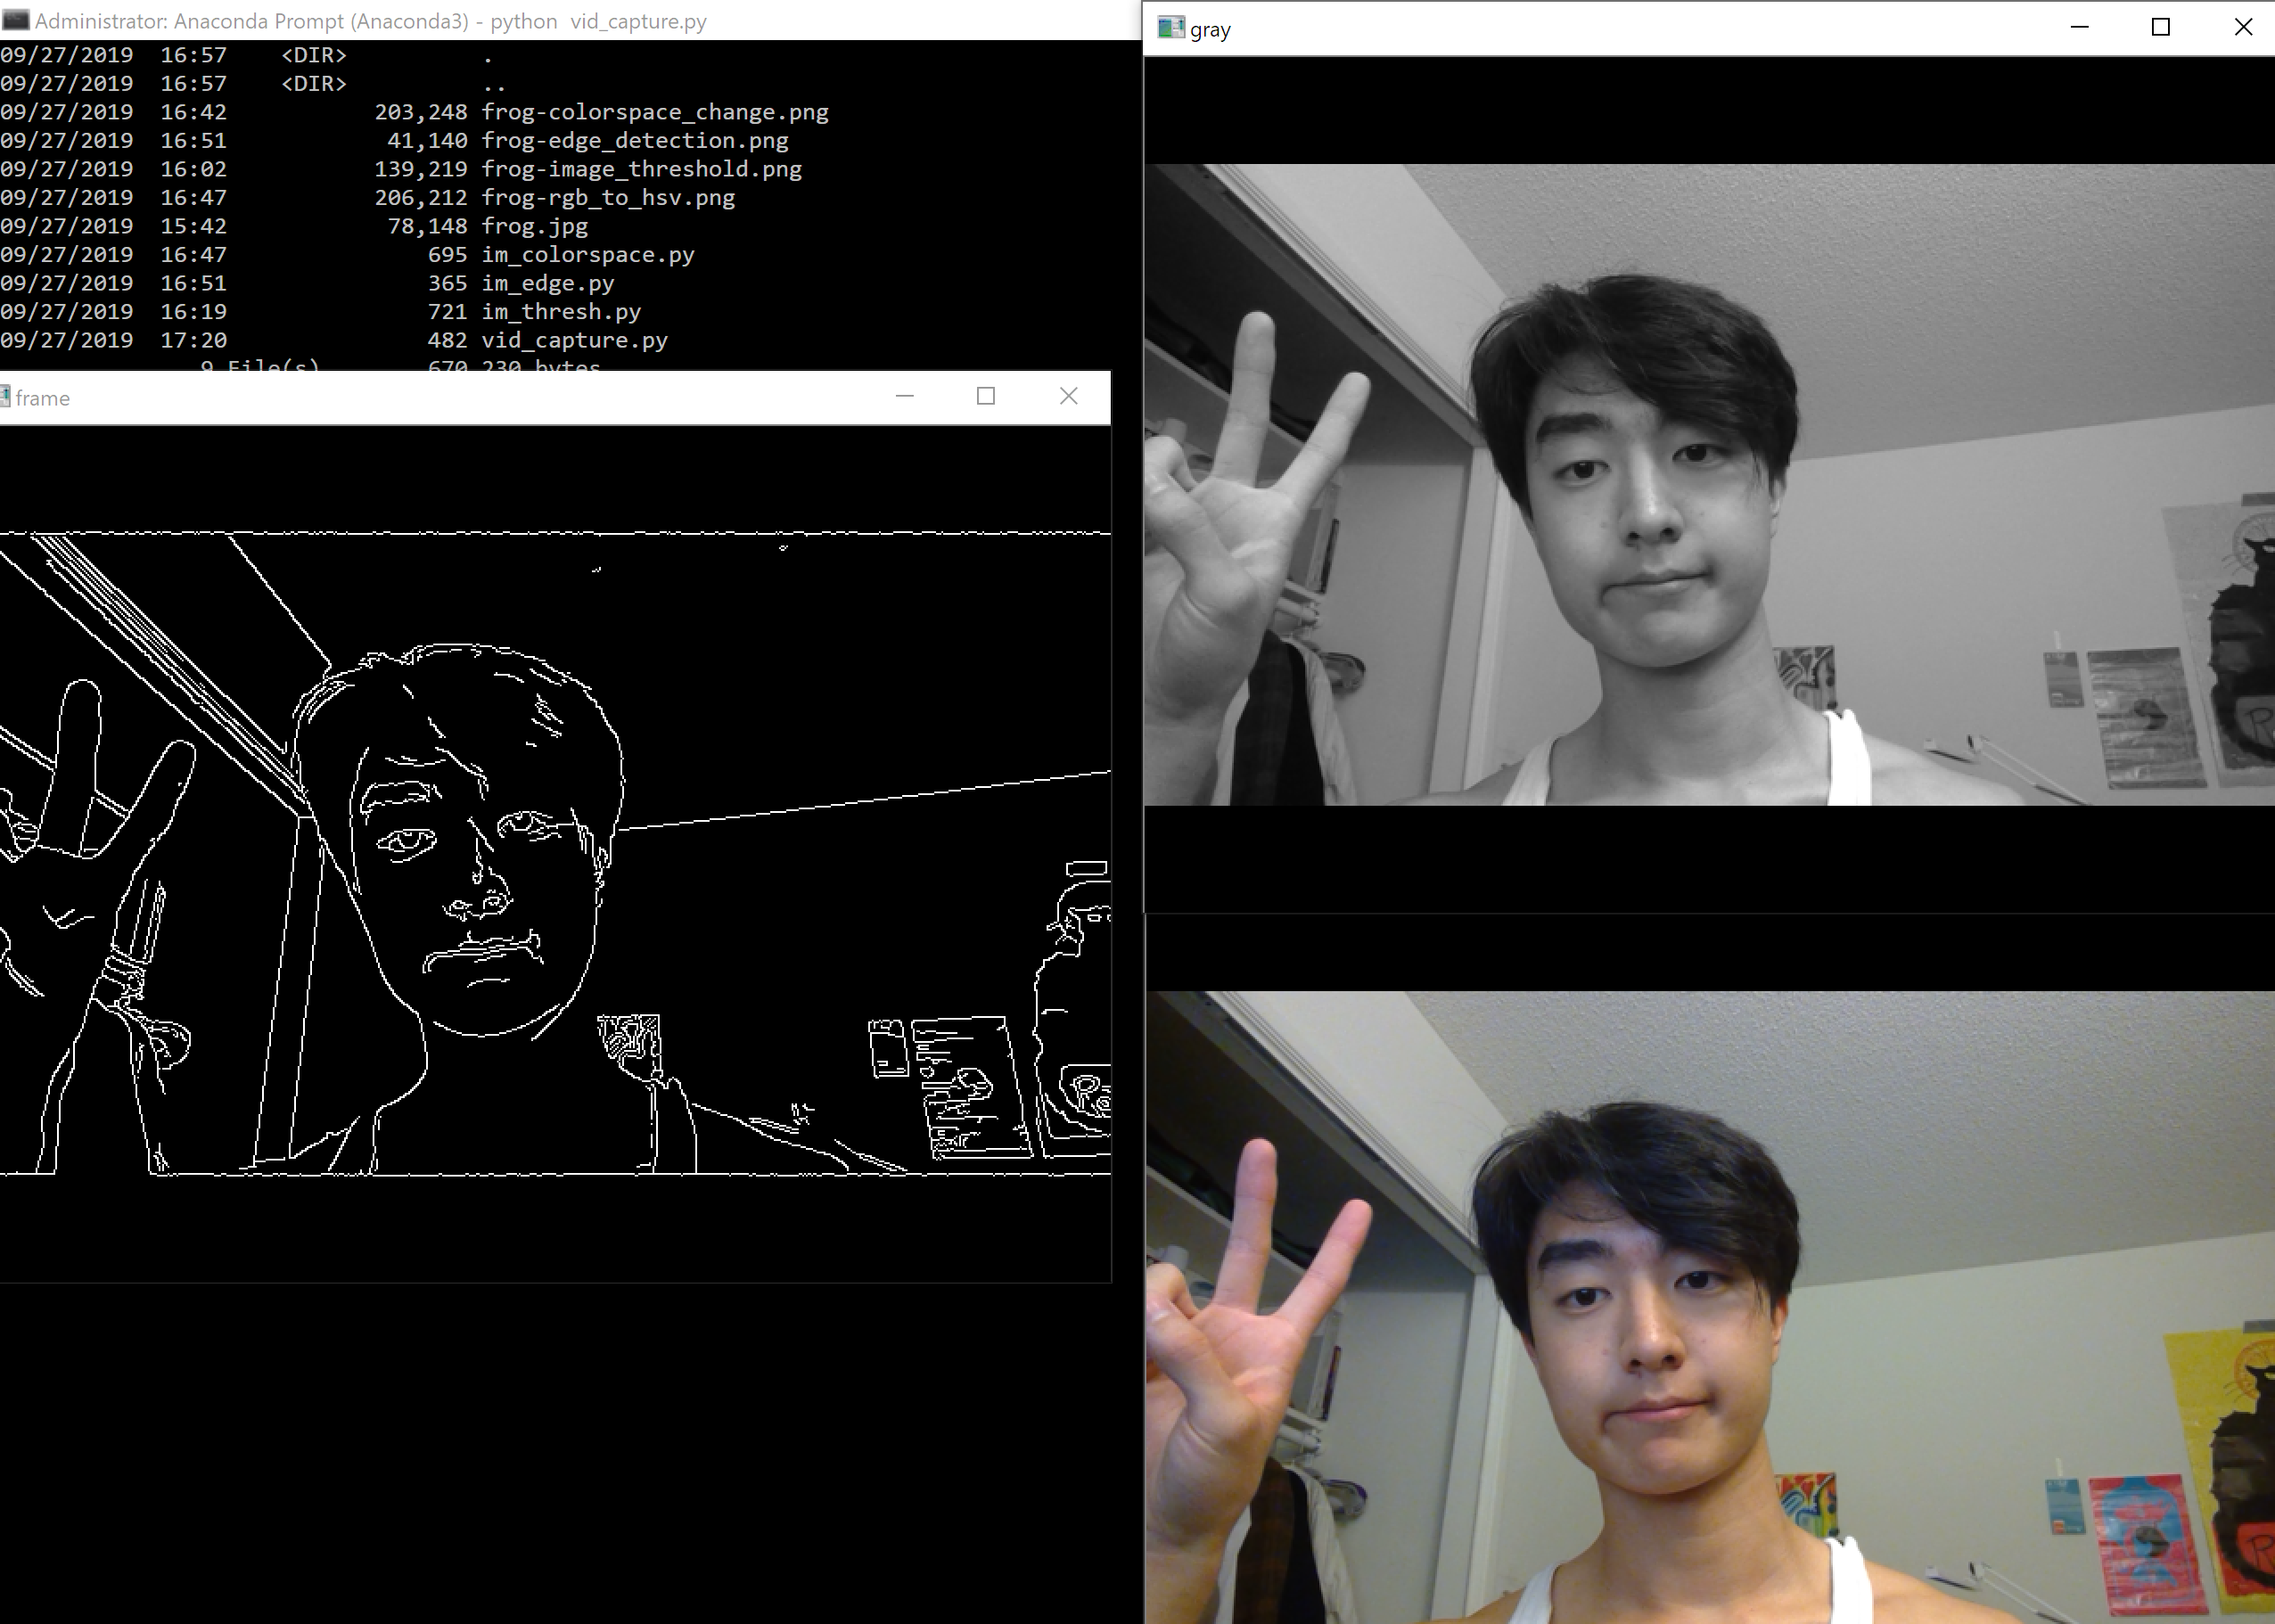 Administrator: Anaconda Prompt (Anaconda3) - python  vid_capture.py
09/27/2019  16:57    <DIR>          .
09/27/2019  16:57    <DIR>          ..
09/27/2019  16:42           203,248 frog-colorspace_change.png
09/27/2019  16:51            41,140 frog-edge_detection.png
09/27/2019  16:02           139,219 frog-image_threshold.png
09/27/2019  16:47           206,212 frog-rgb_to_hsv.png
09/27/2019  15:42            78,148 frog.jpg
09/27/2019  16:47               695 im_colorspace.py
09/27/2019  16:51               365 im_edge.py
09/27/2019  16:19               721 im_thresh.py
09/27/2019  17:20               482 vid_capture.py
               9 File(s)        670 230 bytes
frame
gray